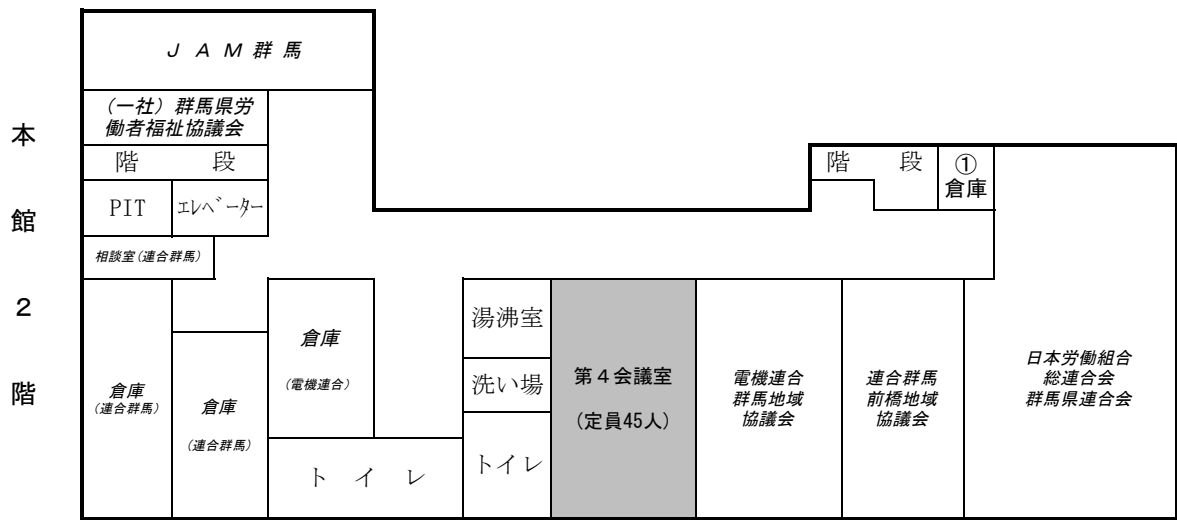 本館2階
JAM群馬
(一社)群馬県労
働者福祉協議会
階段
PIT
エレベーター
相談室(連合群馬)
階段
①
倉庫
倉庫
(連合群馬)
倉庫
(連合群馬)
倉庫
(電機連合)
トイレ
湯沸室
洗い場
トイレ
第4会議室
(定員45人)
電機連合
群馬地域
協議会
連合群馬
前橋地域
協議会
日本労働組合
総連合会
群馬県連合会